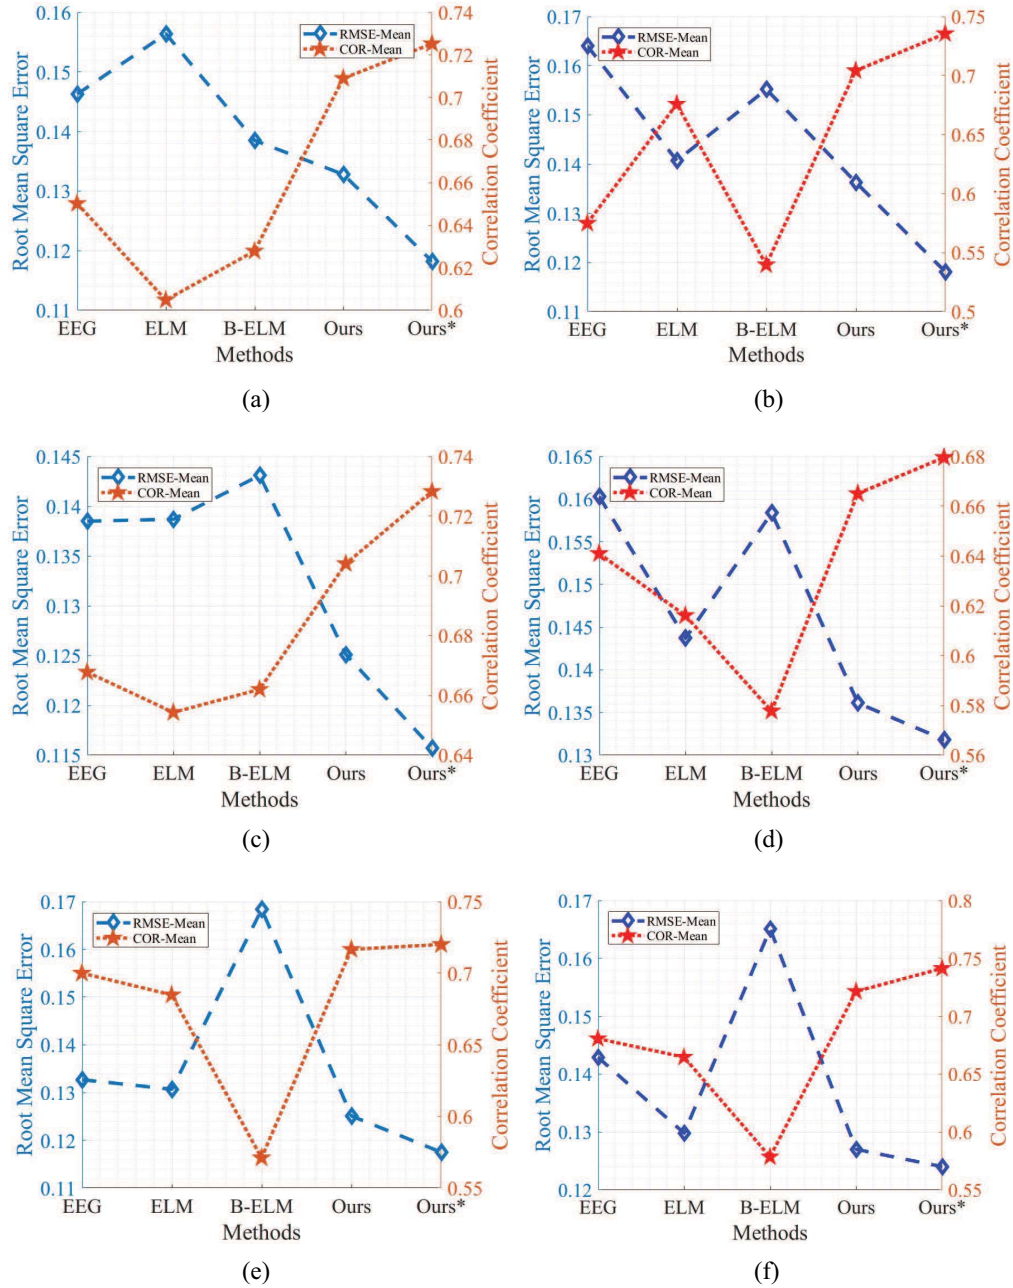 0.16
0.15
0.14
0.13
0.12
0.11
Root Mean Square Error
RMSE-Mean
COR-Mean
0.74
0.72
0.7
0.68
0.66
0.64
0.62
0.6
Correlation Coefficient
EEG ELM B-ELM Ours Ours*
Methods
(a)
0.17
0.16
0.15
0.14
0.13
0.12
0.11
Root Mean Square Error
RMSE-Mean
COR-Mean
0.75
0.7
0.65
0.6
0.55
0.5
Correlation Coefficient
EEG ELM B-ELM Ours Ours*
Methods
(b)
0.145
0.14
0.135
0.13
0.125
0.12
0.115
Root Mean Square Error
RMSE-Mean
COR-Mean
0.74
0.72
0.7
0.68
0.66
0.64
Correlation Coefficient
EEG ELM B-ELM Ours Ours*
Methods
(c)
0.165
0.16
0.155
0.15
0.145
0.14
0.135
0.13
Root Mean Square Error
RMSE-Mean
COR-Mean
0.68
0.66
0.64
0.62
0.6
0.58
0.56
Correlation Coefficient
EEG ELM B-ELM Ours Ours*
Methods
(d)
0.17
0.16
0.15
0.14
0.13
0.12
0.11
Root Mean Square Error
RMSE-Mean
COR-Mean
0.75
0.7
0.65
0.6
0.55
Correlation Coefficient
EEG ELM B-ELM Ours Ours*
Methods
(e)
0.17
0.16
0.15
0.14
0.13
0.12
Root Mean Square Error
RMSE-Mean
COR-Mean
0.8
0.75
0.7
0.65
0.6
0.55
Correlation Coefficient
EEG ELM B-ELM Ours Ours*
Methods
(f)